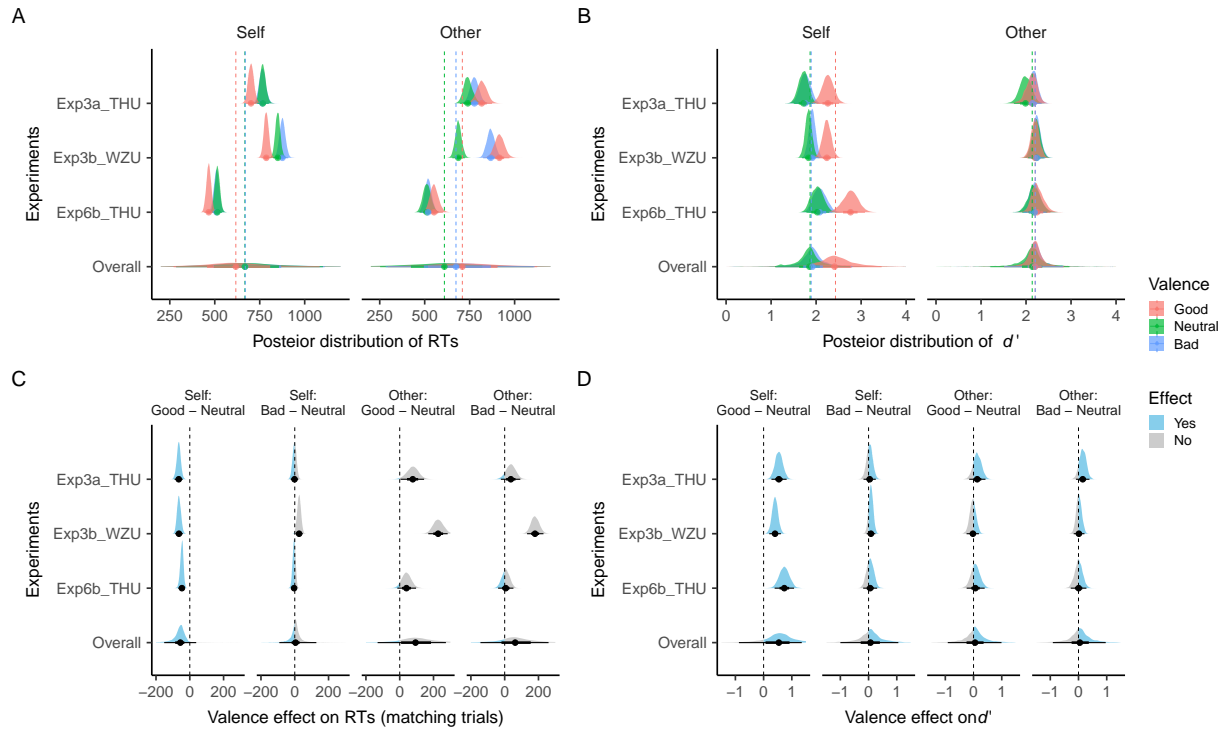 A
Self
Other
Experiments
Exp3a_THU
Exp3b_WZU
Exp6b_THU
Overall
250 500 750 1000 250 500 750 1000
Posteior distribution of RTs
B
Self
Other
Experiments
Exp3a_THU
Exp3b_WZU
Exp6b_THU
Overall
0 1 2 3 4 0 1 2 3 4
Posterior distribution of d'
Valence
Good
Neutral
Bad
C
Self:
Good − Neutral
Self:
Bad − Neutral
Other:
Good − Neutral
Other:
Bad − Neutral
Experiments
Exp3a_THU
Exp3b_WZU
Exp6b_THU
Overall
−200 0 200 −200 0 200 −200 0 200 −200 0 200
Valence effect on RTs (matching trials)
D
Self:
Good − Neutral
Self:
Bad − Neutral
Other:
Good − Neutral
Other:
Bad − Neutral
Experiments
Exp3a_THU
Exp3b_WZU
Exp6b_THU
Overall
−1 0 1 −1 0 1 −1 0 1 −1 0 1
Valence effect ond'
Effect
Yes
No